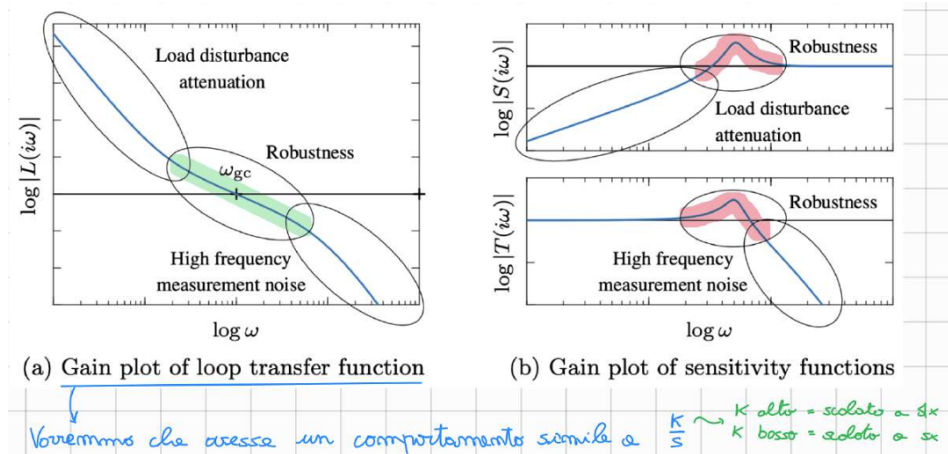 Load disturbance
attenuation
Robustness
ω_gc
High frequency
measurement noise
log |L(iω)|
log ω
(a) Gain plot of loop transfer function
Robustness
Load disturbance
attenuation
log |S(iω)|
Robustness
High frequency
measurement noise
log |T(iω)|
log ω
(b) Gain plot of sensitivity functions
Vorremmo che avesse un comportamento simile a K/s
K alto = scalato a dx
K basso = scalato a sx